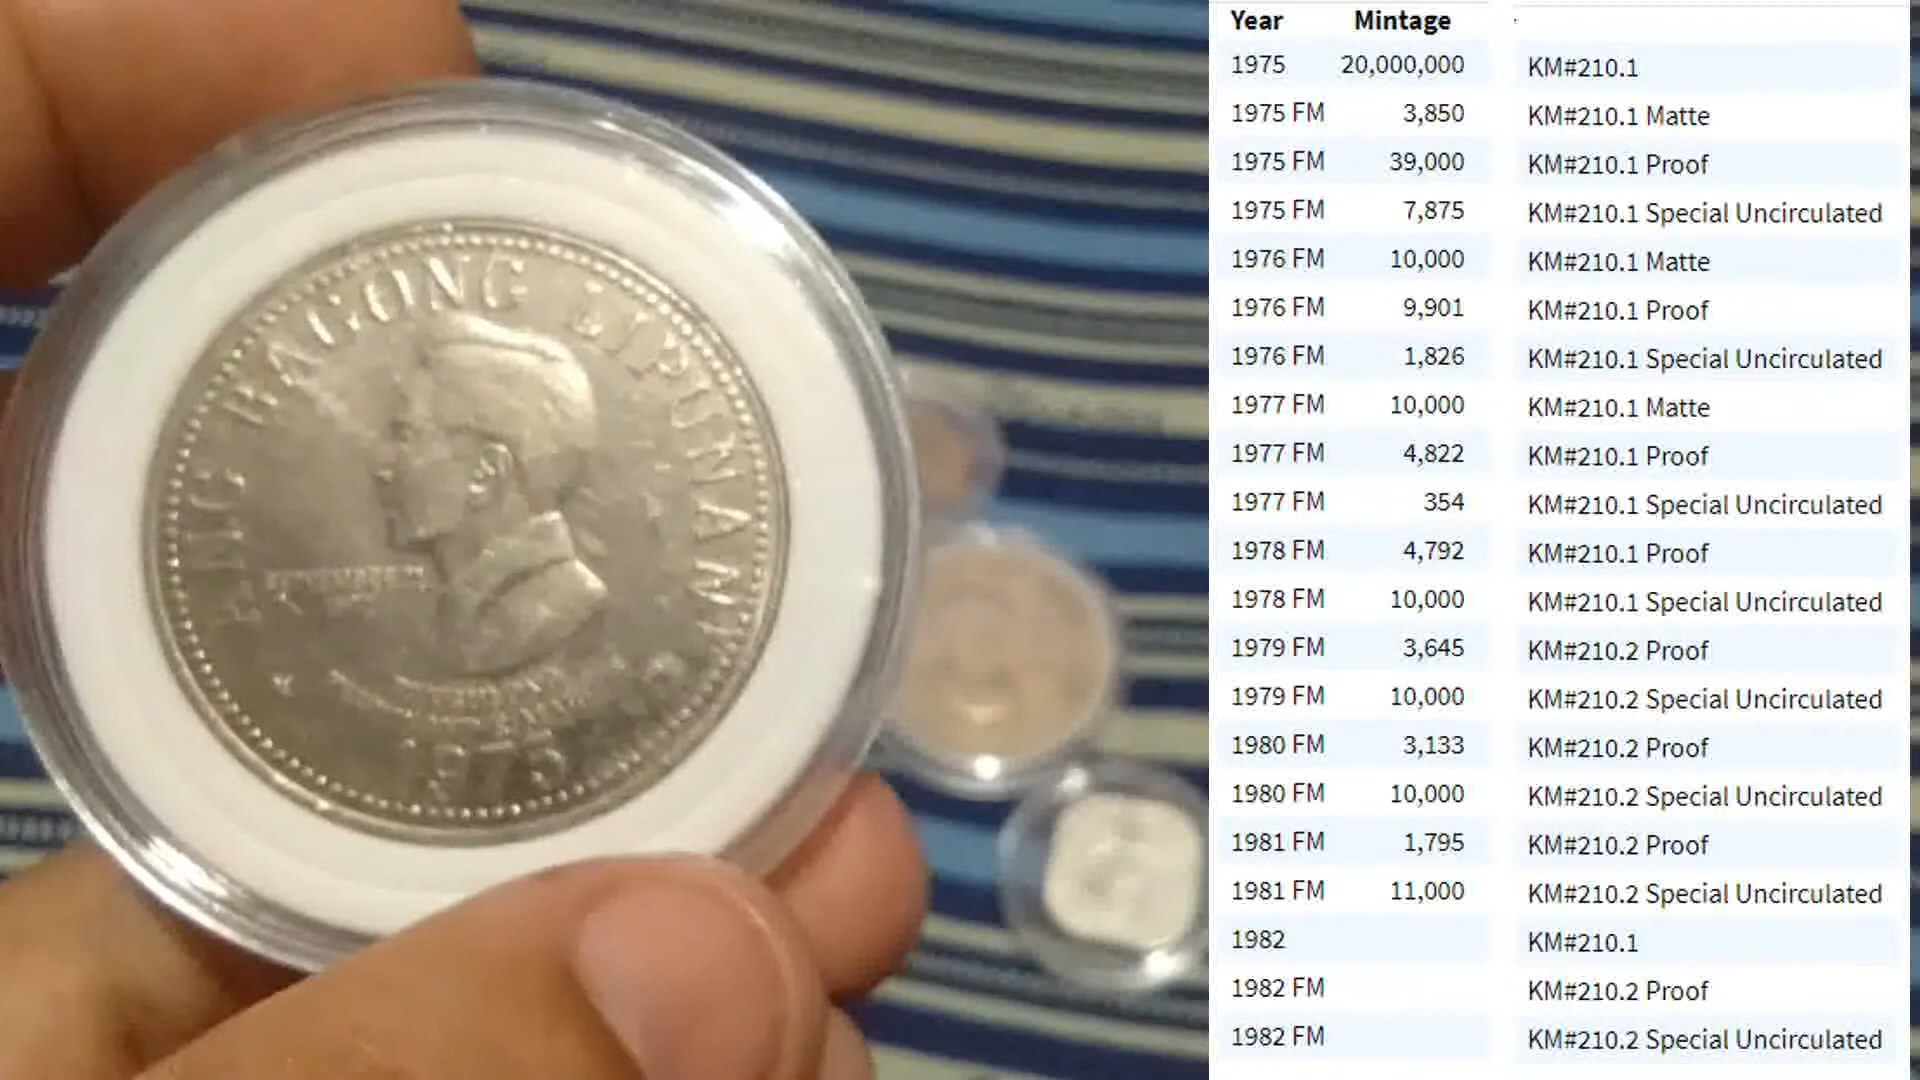 ANG BAGONG LIPUNAN
1975
Year Mintage
1975 20,000,000 KM#210.1
1975 FM 3,850 KM#210.1 Matte
1975 FM 39,000 KM#210.1 Proof
1975 FM 7,875 KM#210.1 Special Uncirculated
1976 FM 10,000 KM#210.1 Matte
1976 FM 9,901 KM#210.1 Proof
1976 FM 1,826 KM#210.1 Special Uncirculated
1977 FM 10,000 KM#210.1 Matte
1977 FM 4,822 KM#210.1 Proof
1977 FM 354 KM#210.1 Special Uncirculated
1978 FM 4,792 KM#210.1 Proof
1978 FM 10,000 KM#210.1 Special Uncirculated
1979 FM 3,645 KM#210.2 Proof
1979 FM 10,000 KM#210.2 Special Uncirculated
1980 FM 3,133 KM#210.2 Proof
1980 FM 10,000 KM#210.2 Special Uncirculated
1981 FM 1,795 KM#210.2 Proof
1981 FM 11,000 KM#210.2 Special Uncirculated
1982 KM#210.1
1982 FM KM#210.2 Proof
1982 FM KM#210.2 Special Uncirculated